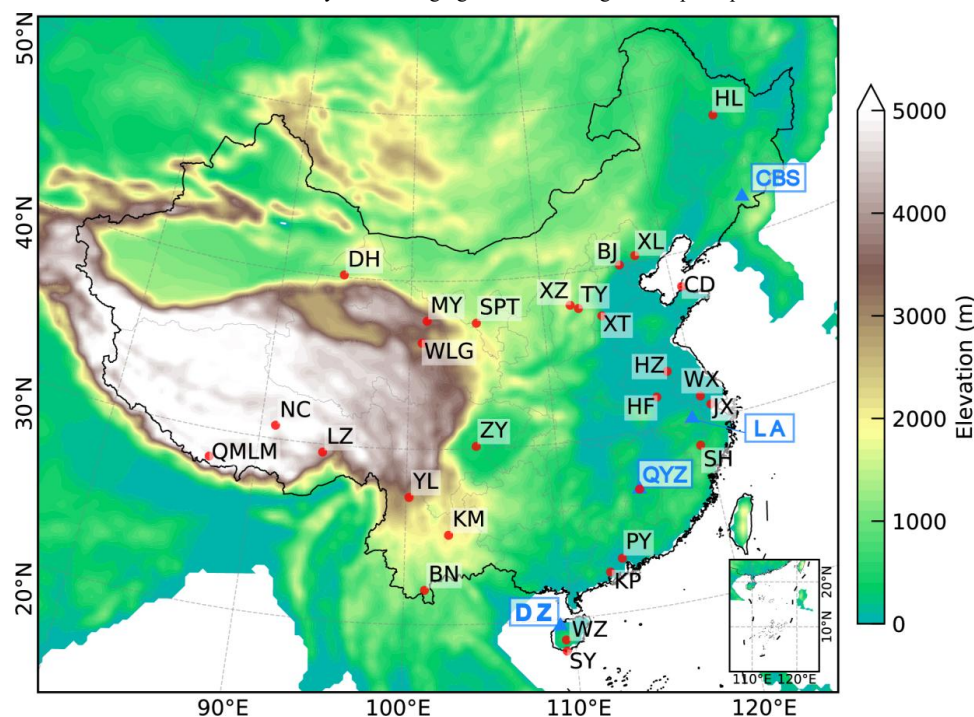 50°N
40°N
30°N
20°N
HL
CBS
BJ
XL
DH
CD
XZ
TY
MY
SPT
XT
WLG
HZ
WX
HF
JX
NC
LA
LZ
ZY
SH
QMLM
QYZ
YL
KM
PY
BN
KP
DZ
WZ
SY
20°N
10°N
110°E
120°E
90°E
100°E
110°E
120°E
5000
4000
3000
2000
1000
0
Elevation (m)